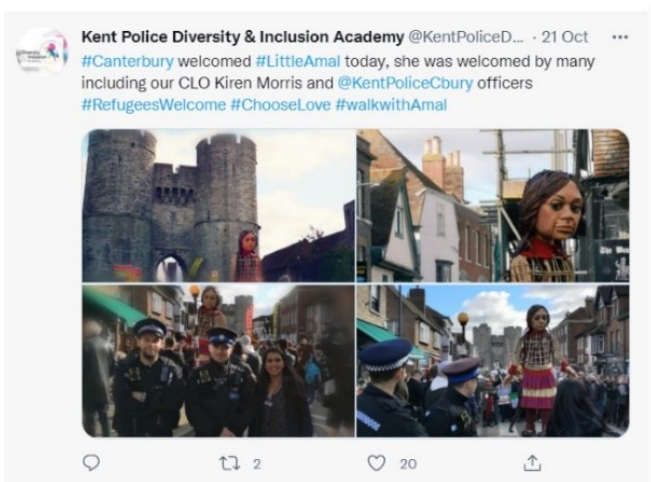 Kent Police Diversity & Inclusion Academy @KentPoliceD... · 21 Oct
#Canterbury welcomed #LittleAmal today, she was welcomed by many
including our CLO Kiren Morris and @KentPoliceCbury officers
#RefugeesWelcome #ChooseLove #walkwithAmal
The
2
20